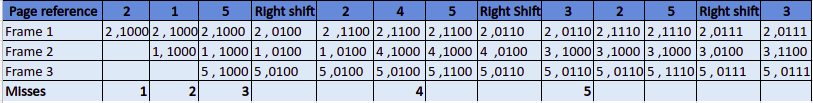 Page reference 2 1 5 Right shift 2 4 5 Right Shift 3 2 5 Right shift 3
Frame 1 2 ,1000 2 , 1000 2 ,1000 2 , 0100 2 ,1100 2 ,1100 2 ,1100 2 ,0110 2 ,0110 2 ,1110 2 ,1110 2 ,0111 2 ,0111
Frame 2 1, 1000 1 , 1000 1 , 0100 1 , 0100 4 ,1000 4 ,1000 4 ,0100 3 , 1000 3 ,1000 3 ,1000 3 ,0100 3 ,1100
Frame 3 5 , 1000 5 ,0100 5 ,0100 5 ,0100 5 ,1100 5 ,0110 5 , 0110 5 , 0110 5 , 1110 5 , 0111 5 , 0111
Misses 1 2 3 4 5